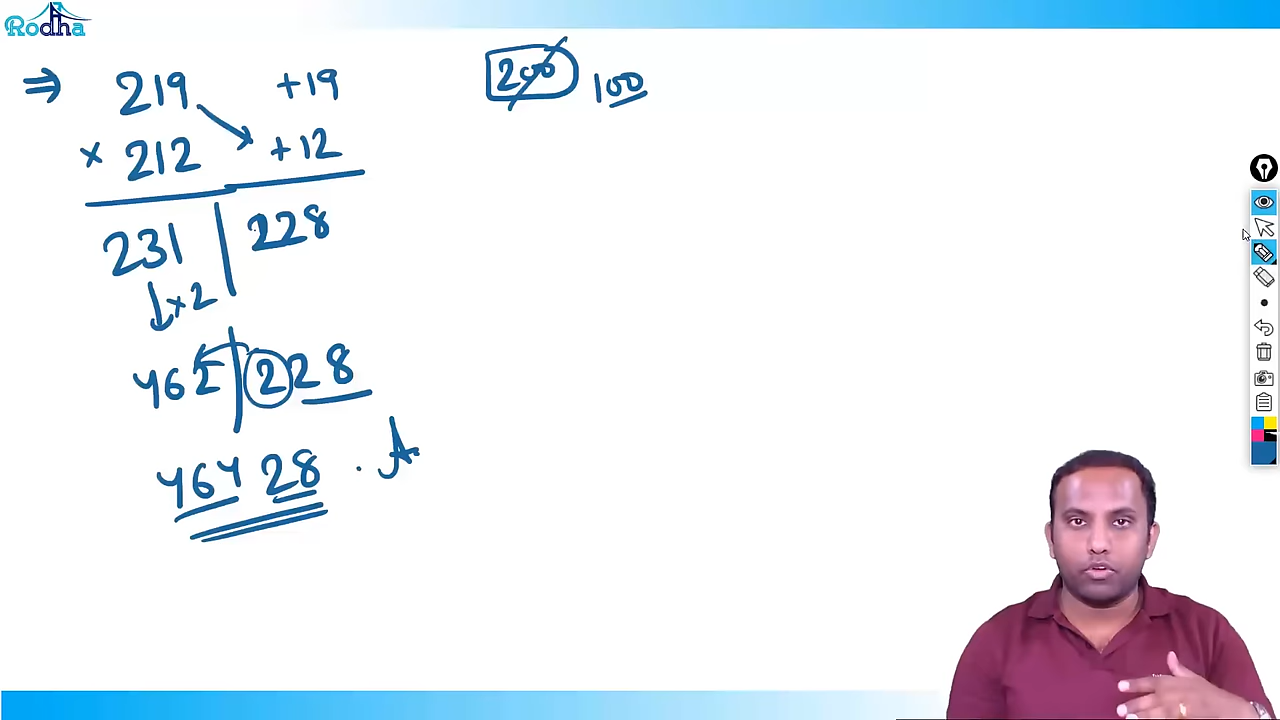 Rodha
⇒ 219 +19
× 212 +12
231 | 228
↓×2
462 | 228
46428 . A
200 100